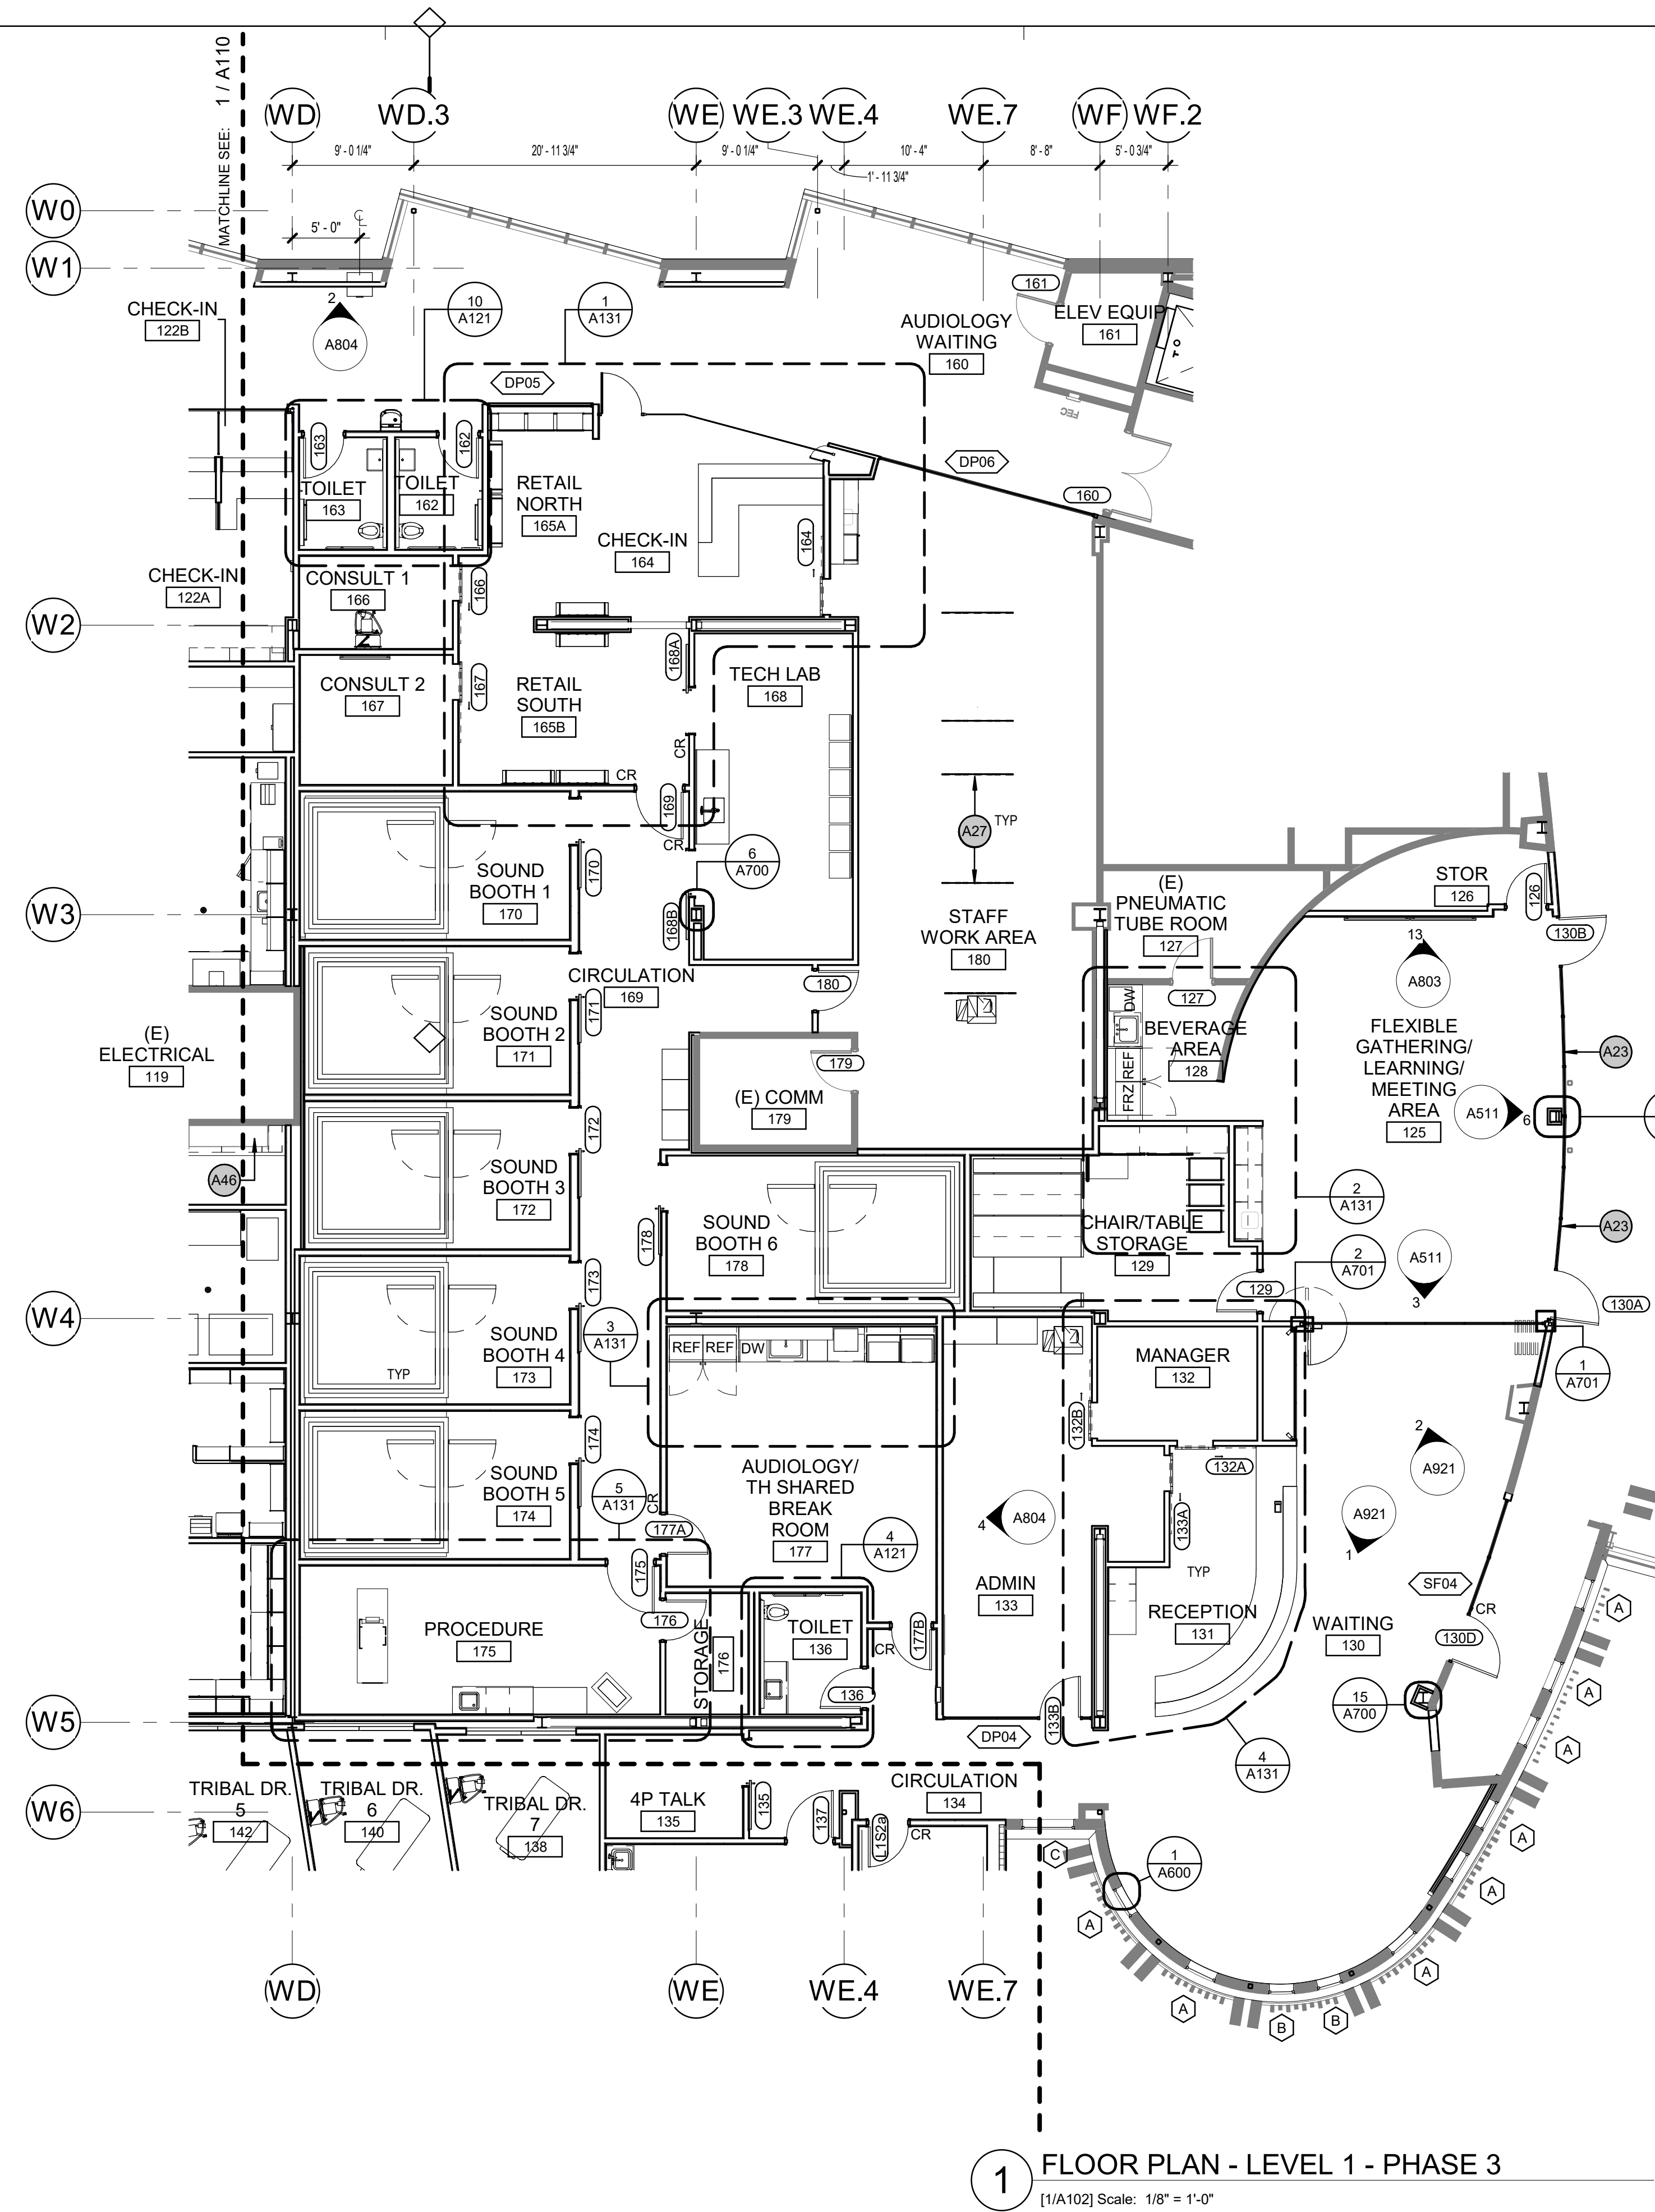 MATCHLINE SEE: 1 / A110
WD
WD.3
WE
WE.3
WE.4
WE.7
WF
WF.2
9' - 0 1/4"
20' - 11 3/4"
9' - 0 1/4"
1' - 11 3/4"
10' - 4"
8' - 8"
5' - 0 3/4"
W0
5' - 0"
W1
CHECK-IN
122B
2
A804
10
A121
1
A131
AUDIOLOGY
WAITING
160
161
ELEV EQUIP
161
FEC
DP05
DP06
160
163
162
TOILET
163
TOILET
162
RETAIL
NORTH
165A
CHECK-IN
164
164
CHECK-IN
122A
CONSULT 1
166
166
W2
168A
CONSULT 2
167
167
RETAIL
SOUTH
165B
TECH LAB
168
CR
CR
169
CR
A27
TYP
6
A700
SOUND
BOOTH 1
170
170
W3
168B
STAFF
WORK AREA
180
(E)
PNEUMATIC
TUBE ROOM
127
STOR
126
126
130B
13
A803
CIRCULATION
169
180
127
DW
BEVERAGE
AREA
128
FRZ
REF
SOUND
BOOTH 2
171
171
(E)
ELECTRICAL
119
179
(E) COMM
179
FLEXIBLE
GATHERING/
LEARNING/
MEETING
AREA
125
A23
A511
6
A46
SOUND
BOOTH 3
172
172
SOUND
BOOTH 6
178
178
CHAIR/TABLE
STORAGE
129
2
A131
A23
2
A701
A511
3
129
130A
W4
173
3
A131
SOUND
BOOTH 4
173
TYP
REF
REF
DW
MANAGER
132
1
A701
132B
132A
2
A921
174
SOUND
BOOTH 5
174
5
A131
CR
177A
AUDIOLOGY/
TH SHARED
BREAK
ROOM
177
4
A804
4
A121
133A
A921
1
TYP
175
ADMIN
133
SF04
CR
A
PROCEDURE
175
176
STORAGE
176
TOILET
136
CR
177B
RECEPTION
131
WAITING
130
130D
136
A
W5
133B
DP04
15
A700
4
A131
A
TRIBAL DR.
5
142
TRIBAL DR.
6
140
TRIBAL DR.
7
138
4P TALK
135
135
137
L1S2a
CR
CIRCULATION
134
W6
C
1
A600
A
A
A
A
A
B
B
WD
WE
WE.4
WE.7
1
FLOOR PLAN - LEVEL 1 - PHASE 3
[1/A102] Scale: 1/8" = 1'-0"